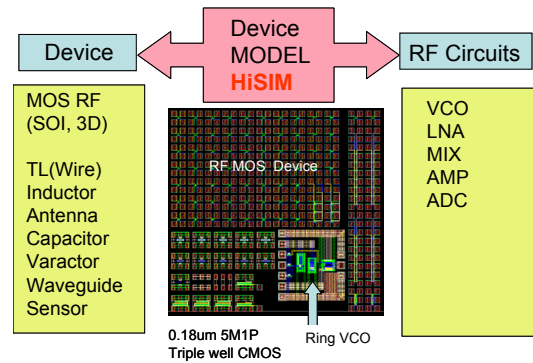 Device
Device
MODEL
HiSIM
RF Circuits
MOS RF
(SOI, 3D)
TL(Wire)
Inductor
Antenna
Capacitor
Varactor
Waveguide
Sensor
RF MOS Device
VCO
LNA
MIX
AMP
ADC
0.18um 5M1P
Triple well CMOS
Ring VCO